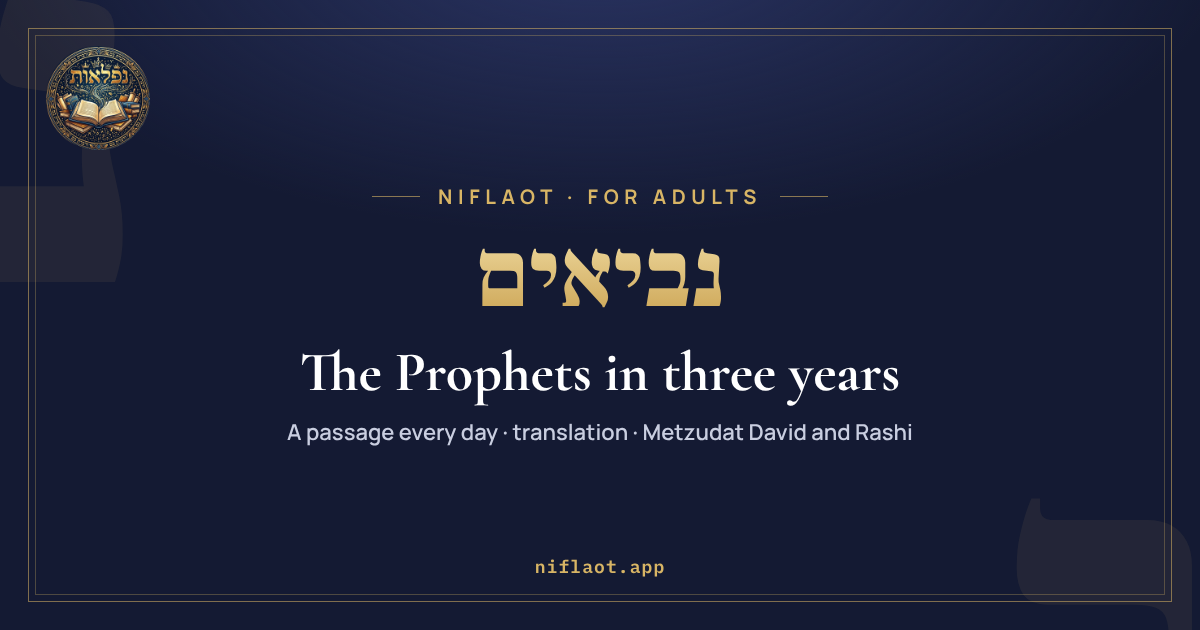 נפלאות
NIFLAOT · FOR ADULTS
נביאים
The Prophets in three years
A passage every day · translation · Metzudat David and Rashi
niflaot.app